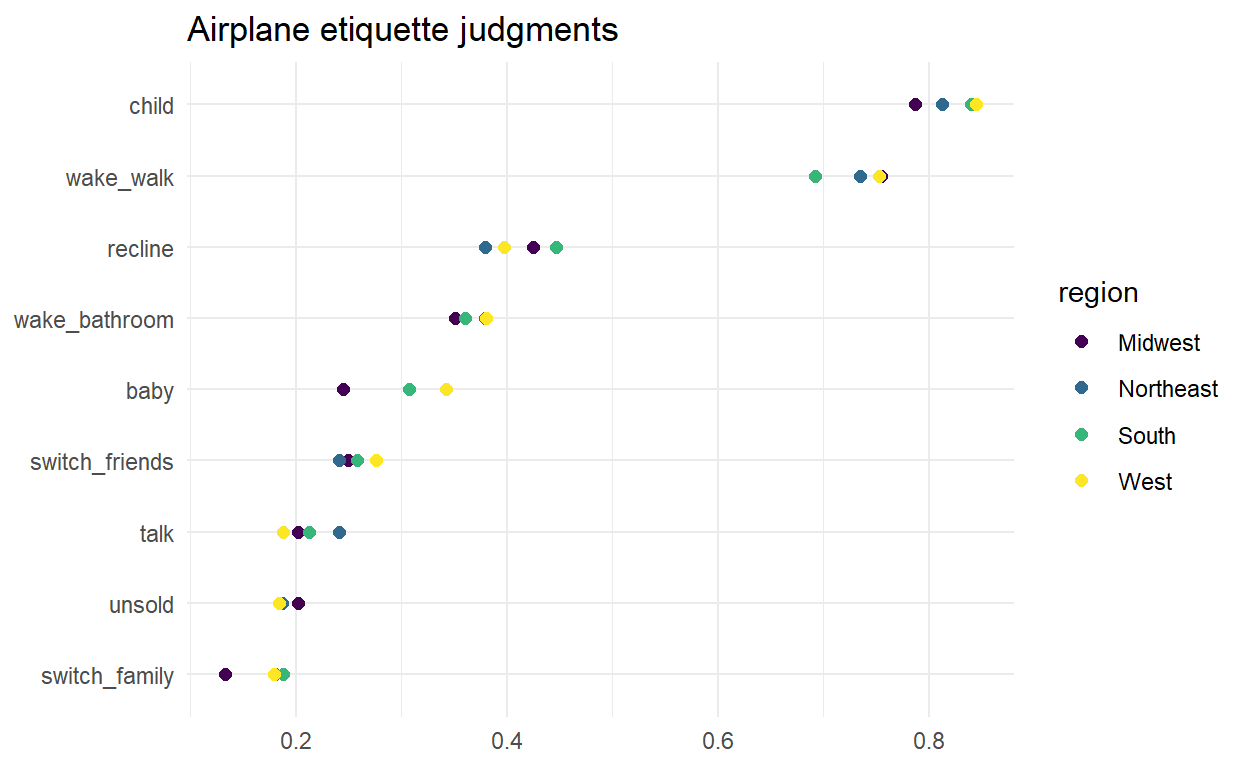 Airplane etiquette judgments
child
wake_walk
recline
wake_bathroom
baby
switch_friends
talk
unsold
switch_family
0.2 0.4 0.6 0.8
region
Midwest
Northeast
South
West